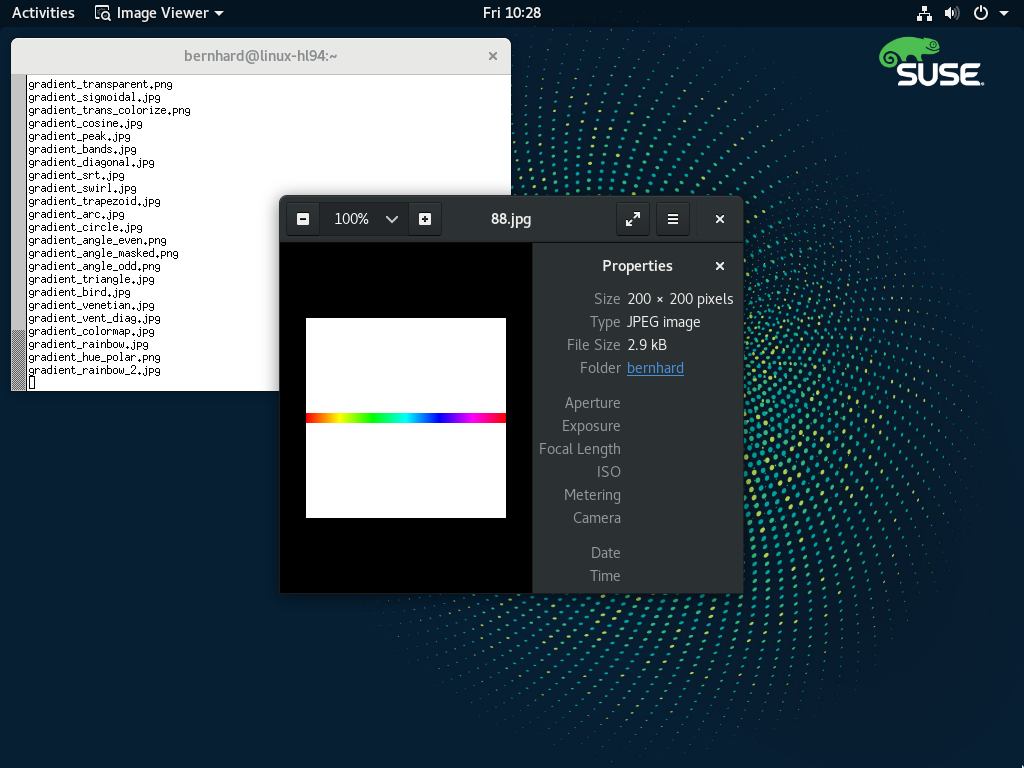 Activities Image Viewer Fri 10:28
SUSE.
bernhard@linux-hl94:~
gradient_transparent.png
gradient_sigmoidal.jpg
gradient_trans_colorize.png
gradient_cosine.jpg
gradient_peak.jpg
gradient_bands.jpg
gradient_diagonal.jpg
gradient_srt.jpg
gradient_swirl.jpg
gradient_trapezoid.jpg
gradient_arc.jpg
gradient_circle.jpg
gradient_angle_even.png
gradient_angle_masked.png
gradient_angle_odd.png
gradient_triangle.jpg
gradient_bird.jpg
gradient_venetian.jpg
gradient_vent_diag.jpg
gradient_colormap.jpg
gradient_rainbow.jpg
gradient_hue_polar.png
gradient_rainbow_2.jpg
100% 88.jpg
Properties
Size 200 × 200 pixels
Type JPEG image
File Size 2.9 kB
Folder bernhard
Aperture
Exposure
Focal Length
ISO
Metering
Camera
Date
Time